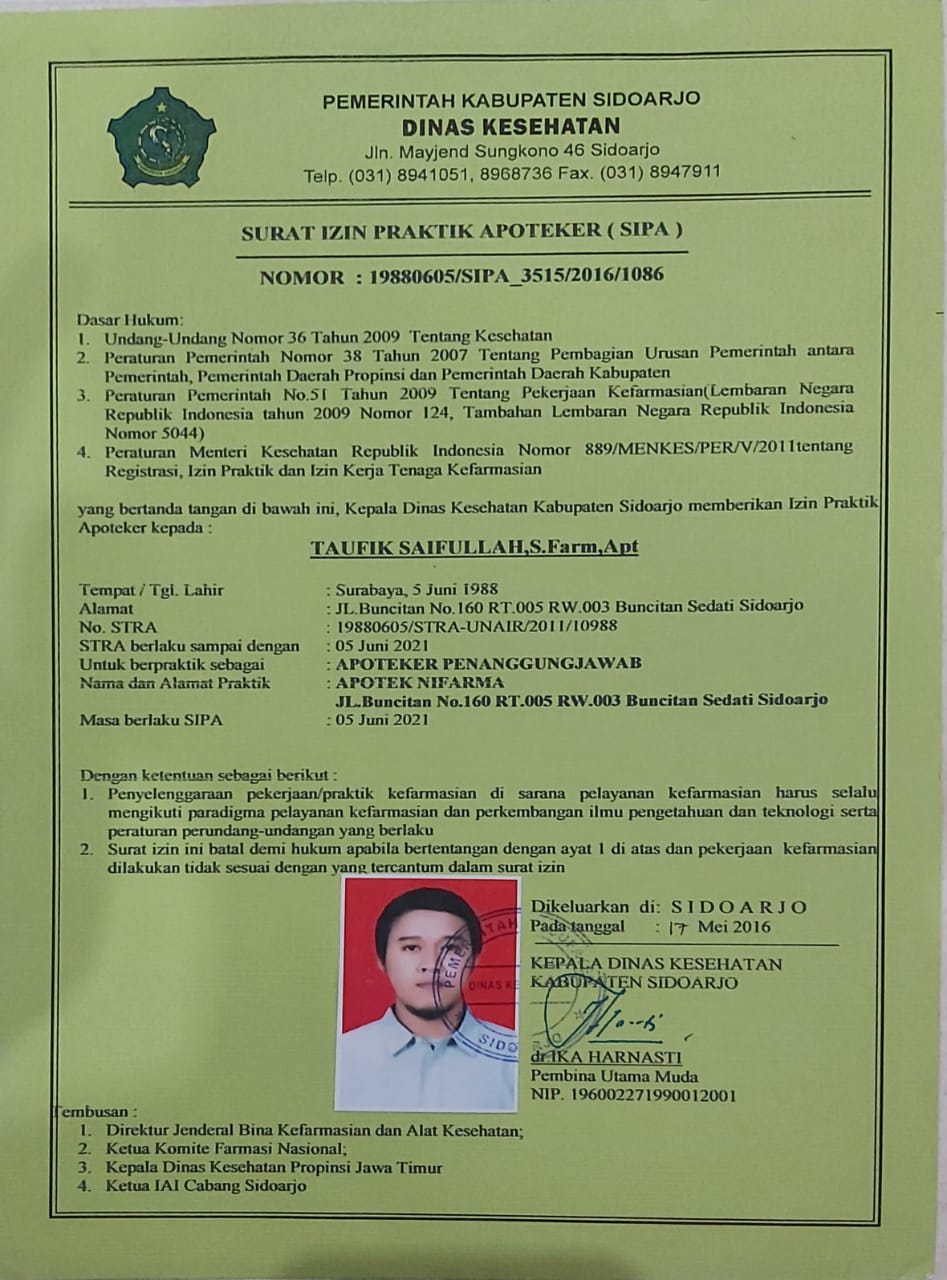 PEMERINTAH KABUPATEN SIDOARJO
DINAS KESEHATAN
Jln. Mayjend Sungkono 46 Sidoarjo
Telp. (031) 8941051, 8968736 Fax. (031) 8947911
SURAT IZIN PRAKTIK APOTEKER ( SIPA )
NOMOR : 19880605/SIPA_3515/2016/1086
Dasar Hukum:
1. Undang-Undang Nomor 36 Tahun 2009 Tentang Kesehatan
2. Peraturan Pemerintah Nomor 38 Tahun 2007 Tentang Pembagian Urusan Pemerintah antara
Pemerintah, Pemerintah Daerah Propinsi dan Pemerintah Daerah Kabupaten
3. Peraturan Pemerintah No.51 Tahun 2009 Tentang Pekerjaan Kefarmasian(Lembaran Negara
Republik Indonesia tahun 2009 Nomor 124, Tambahan Lembaran Negara Republik Indonesia
Nomor 5044)
4. Peraturan Menteri Kesehatan Republik Indonesia Nomor 889/MENKES/PER/V/2011tentang
Registrasi, Izin Praktik dan Izin Kerja Tenaga Kefarmasian
yang bertanda tangan di bawah ini, Kepala Dinas Kesehatan Kabupaten Sidoarjo memberikan Izin Praktik
Apoteker kepada :
TAUFIK SAIFULLAH,S.Farm,Apt
Tempat / Tgl. Lahir : Surabaya, 5 Juni 1988
Alamat : JL.Buncitan No.160 RT.005 RW.003 Buncitan Sedati Sidoarjo
No. STRA : 19880605/STRA-UNAIR/2011/10988
STRA berlaku sampai dengan : 05 Juni 2021
Untuk berpraktik sebagai : APOTEKER PENANGGUNGJAWAB
Nama dan Alamat Praktik : APOTEK NIFARMA
JL.Buncitan No.160 RT.005 RW.003 Buncitan Sedati Sidoarjo
Masa berlaku SIPA : 05 Juni 2021
Dengan ketentuan sebagai berikut :
1. Penyelenggaraan pekerjaan/praktik kefarmasian di sarana pelayanan kefarmasian harus selalu
mengikuti paradigma pelayanan kefarmasian dan perkembangan ilmu pengetahuan dan teknologi serta
peraturan perundang-undangan yang berlaku
2. Surat izin ini batal demi hukum apabila bertentangan dengan ayat 1 di atas dan pekerjaan kefarmasian
dilakukan tidak sesuai dengan yang tercantum dalam surat izin
Dikeluarkan di: S I D O A R J O
Pada tanggal : 17 Mei 2016
KEPALA DINAS KESEHATAN
KABUPATEN SIDOARJO
dr.IKA HARNASTI
Pembina Utama Muda
NIP. 196002271990012001
Tembusan :
1. Direktur Jenderal Bina Kefarmasian dan Alat Kesehatan;
2. Ketua Komite Farmasi Nasional;
3. Kepala Dinas Kesehatan Propinsi Jawa Timur
4. Ketua IAI Cabang Sidoarjo